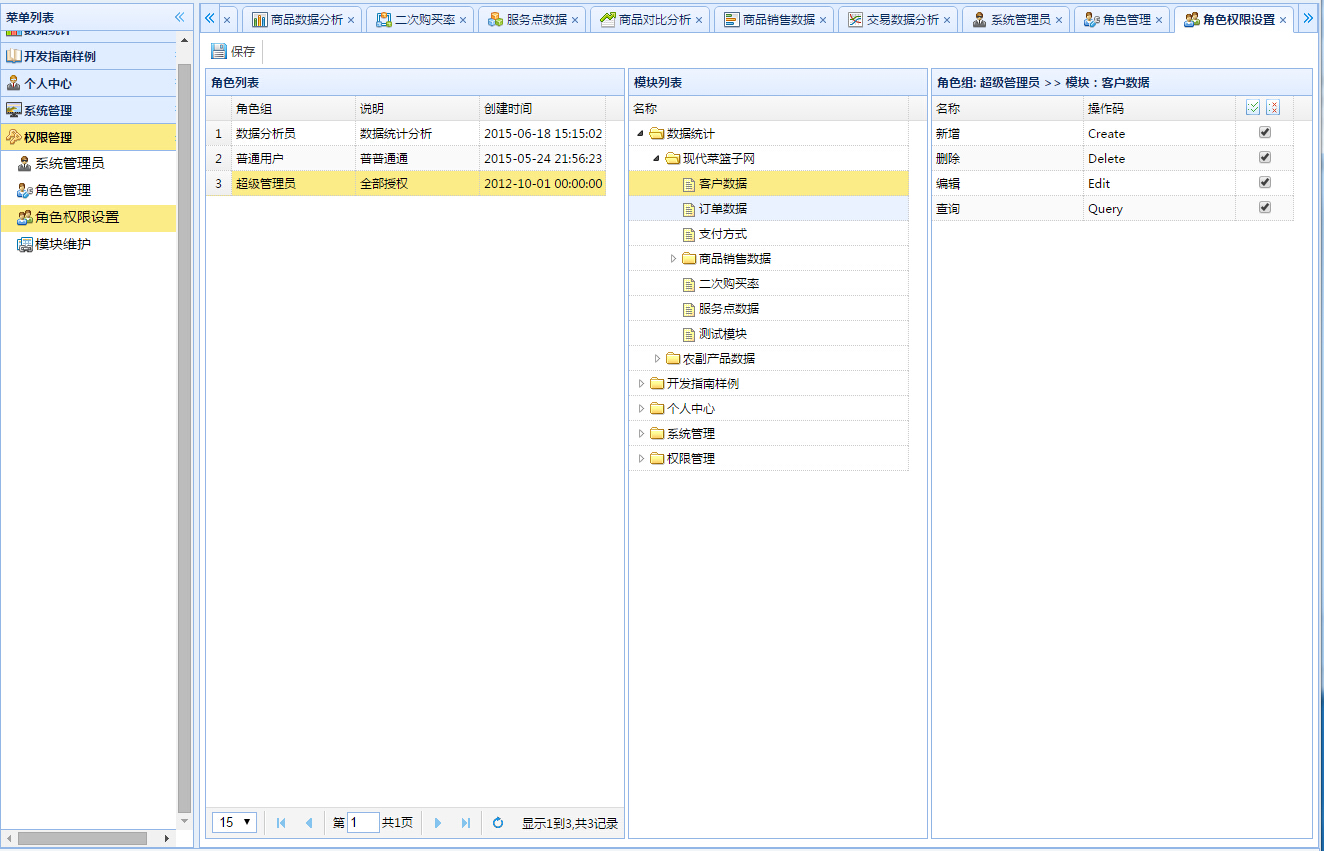 菜单列表
数据统计
开发指南样例
个人中心
系统管理
权限管理
系统管理员
角色管理
角色权限设置
模块维护
商品数据分析
二次购买率
服务点数据
商品对比分析
商品销售数据
交易数据分析
系统管理员
角色管理
角色权限设置
保存
角色列表
角色组 说明 创建时间
1 数据分析员 数据统计分析 2015-06-18 15:15:02
2 普通用户 普普通通 2015-05-24 21:56:23
3 超级管理员 全部授权 2012-10-01 00:00:00
15 第 1 共1页 显示1到3,共3记录
模块列表
名称
数据统计
现代菜篮子网
客户数据
订单数据
支付方式
商品销售数据
二次购买率
服务点数据
测试模块
农副产品数据
开发指南样例
个人中心
系统管理
权限管理
角色组: 超级管理员 >> 模块：客户数据
名称 操作码
新增 Create
删除 Delete
编辑 Edit
查询 Query